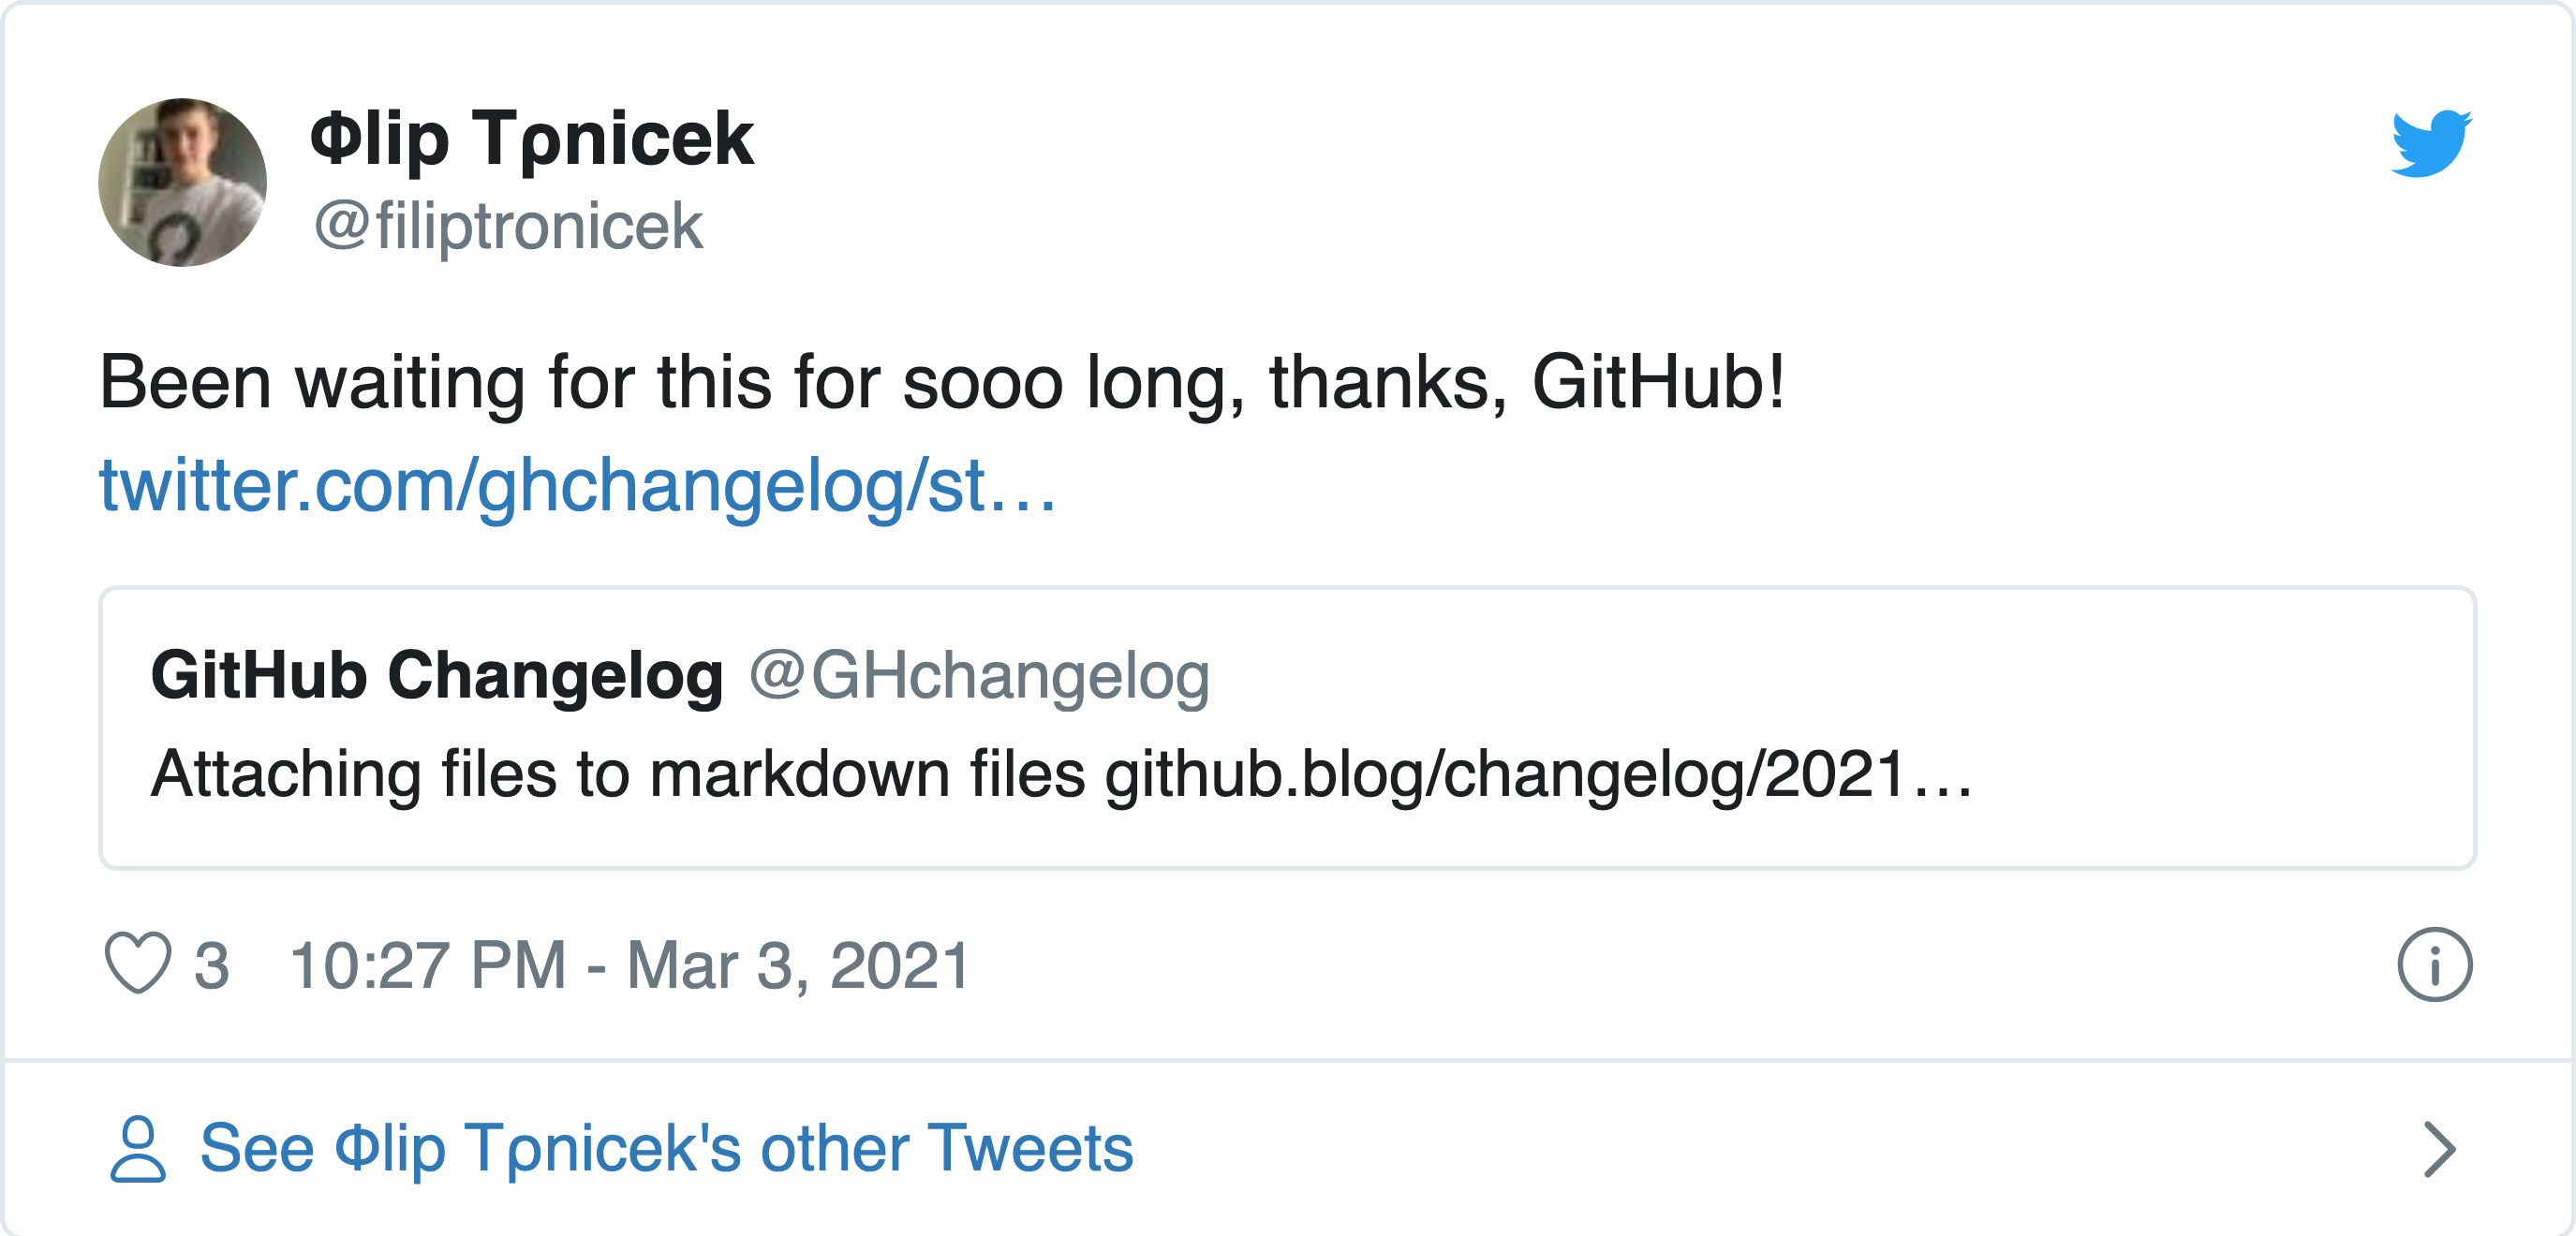 Φlip Tρnicek
@filiptronicek
Been waiting for this for sooo long, thanks, GitHub!
twitter.com/ghchangelog/st…
GitHub Changelog @GHchangelog
Attaching files to markdown files github.blog/changelog/2021…
3 10:27 PM - Mar 3, 2021
See Φlip Tρnicek's other Tweets